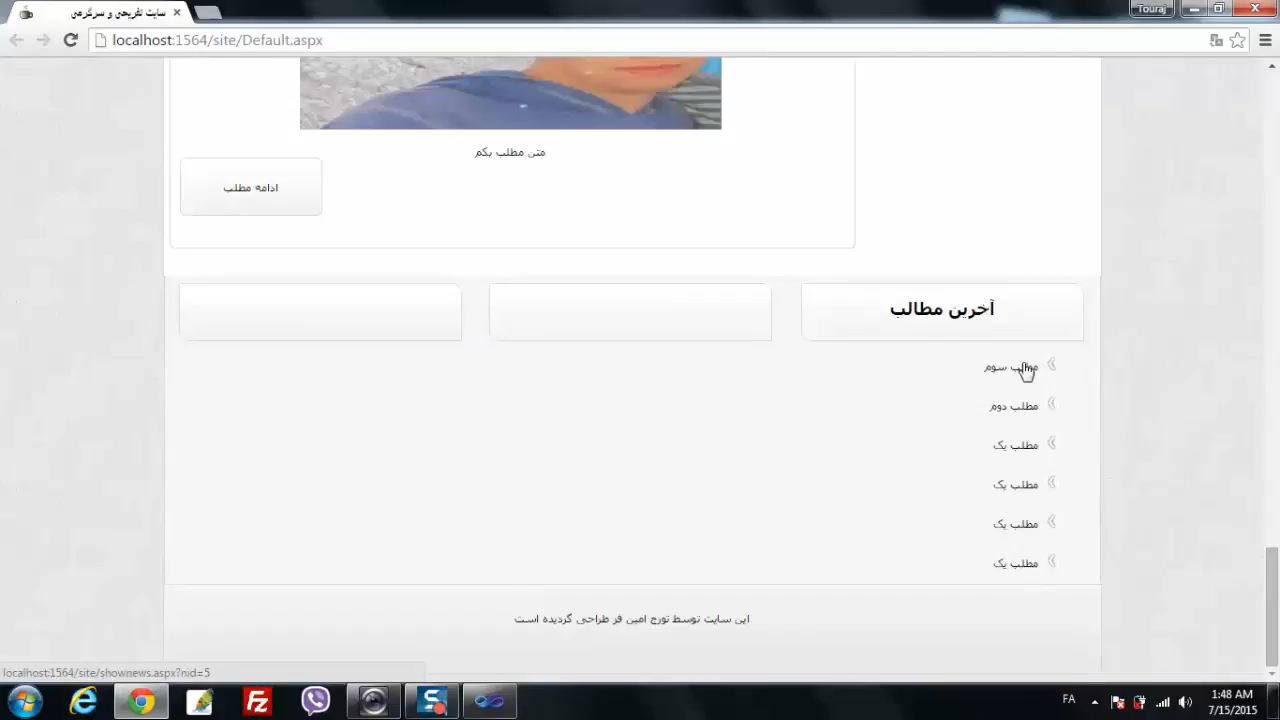 سایت تفریحی و سرگرمی
Touraj
localhost:1564/site/Default.aspx
متن مطلب یکم
ادامه مطلب
آخرین مطالب
مطلب سوم
مطلب دوم
مطلب یک
مطلب یک
مطلب یک
مطلب یک
این سایت توسط تورج امین فر طراحی گردیده است
localhost:1564/site/shownews.aspx?nid=5
FA
1:48 AM
7/15/2015